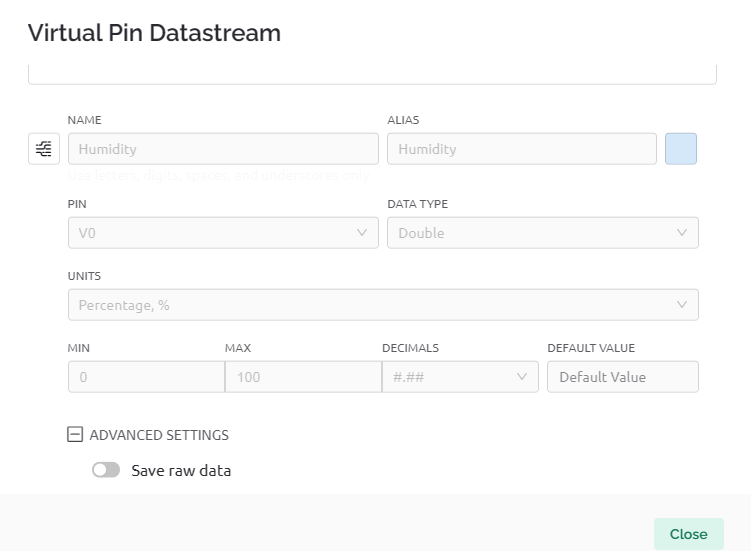 Virtual Pin Datastream
NAME ALIAS
Humidity Humidity
Use letters, digits, spaces, and underscores only
PIN DATA TYPE
V0 Double
UNITS
Percentage, %
MIN MAX DECIMALS DEFAULT VALUE
0 100 #.## Default Value
ADVANCED SETTINGS
Save raw data
Close